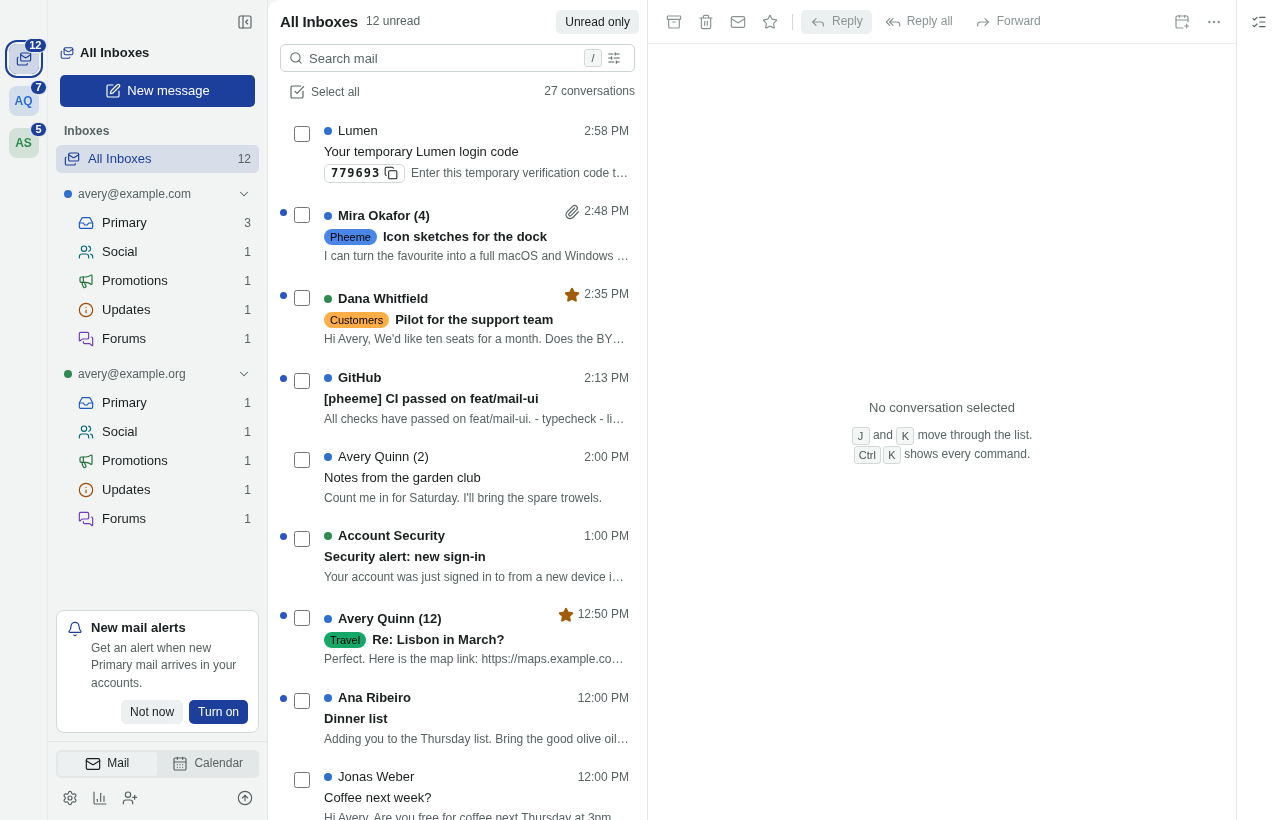 12
AQ
7
AS
5
All Inboxes
New message
Inboxes
All Inboxes 12
avery@example.com
Primary 3
Social 1
Promotions 1
Updates 1
Forums 1
avery@example.org
Primary 1
Social 1
Promotions 1
Updates 1
Forums 1
New mail alerts
Get an alert when new
Primary mail arrives in your
accounts.
Not now Turn on
Mail Calendar
All Inboxes 12 unread Unread only
Search mail /
Select all 27 conversations
Lumen 2:58 PM
Your temporary Lumen login code
779693 Enter this temporary verification code t…
Mira Okafor (4) 2:48 PM
Pheeme Icon sketches for the dock
I can turn the favourite into a full macOS and Windows …
Dana Whitfield 2:35 PM
Customers Pilot for the support team
Hi Avery, We'd like ten seats for a month. Does the BY…
GitHub 2:13 PM
[pheeme] CI passed on feat/mail-ui
All checks have passed on feat/mail-ui. - typecheck - li…
Avery Quinn (2) 2:00 PM
Notes from the garden club
Count me in for Saturday. I'll bring the spare trowels.
Account Security 1:00 PM
Security alert: new sign-in
Your account was just signed in to from a new device i…
Avery Quinn (12) 12:50 PM
Travel Re: Lisbon in March?
Perfect. Here is the map link: https://maps.example.co…
Ana Ribeiro 12:00 PM
Dinner list
Adding you to the Thursday list. Bring the good olive oil…
Jonas Weber 12:00 PM
Coffee next week?
Hi Avery, Are you free for coffee next Thursday at 3pm
Reply Reply all Forward
No conversation selected
J and K move through the list.
Ctrl K shows every command.